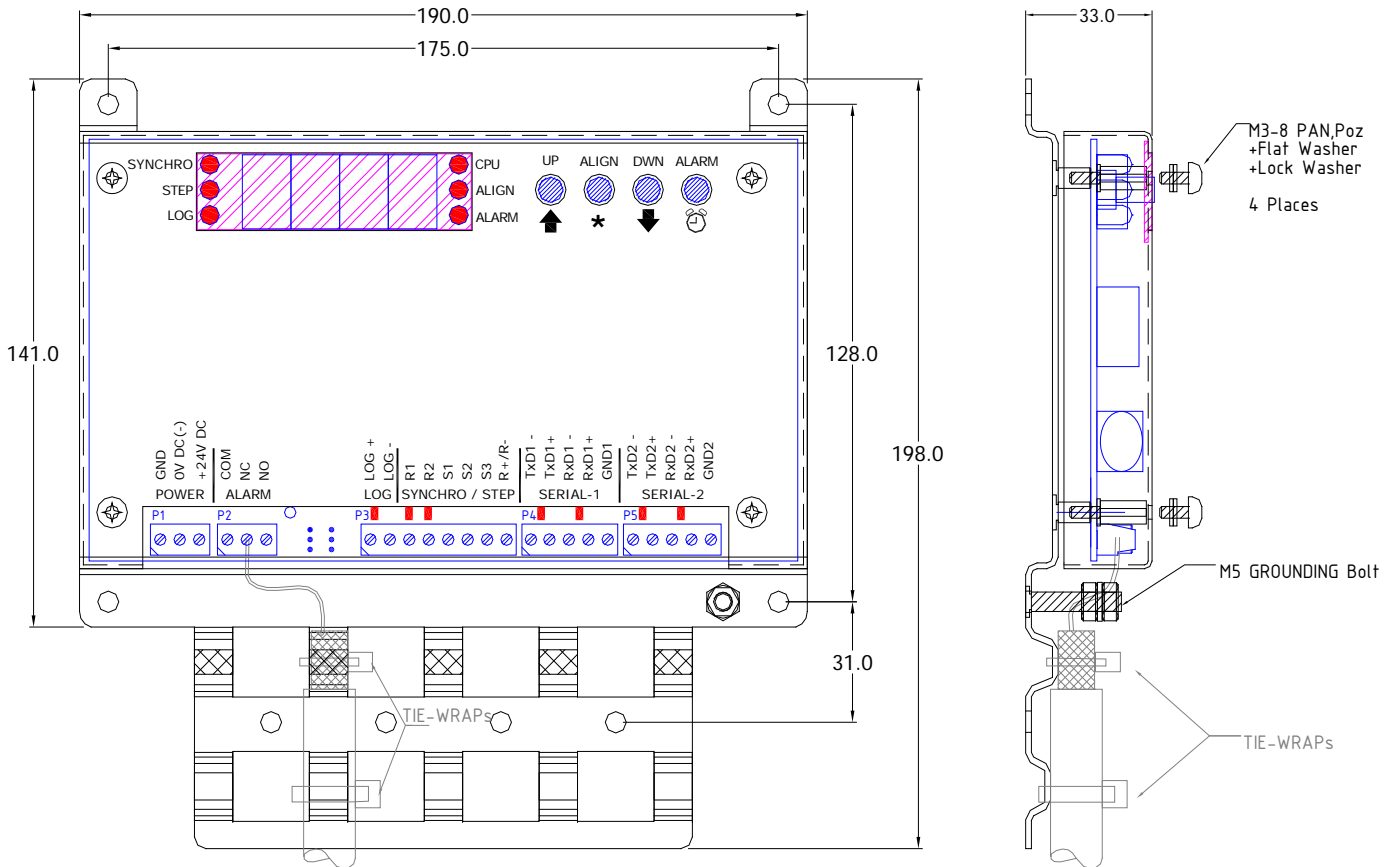 190.0
175.0
33.0
141.0
128.0
198.0
31.0
SYNCHRO
STEP
LOG
CPU
ALIGN
ALARM
UP ALIGN DWN ALARM
*
M3-8 PAN,Poz
+Flat Washer
+Lock Washer
4 Places
GND
0V DC(-)
+24V DC
COM
NC
NO
LOG +
LOG -
R1
R2
S1
S2
S3
R+/R-
TxD1 -
TxD1+
RxD1 -
RxD1+
GND1
TxD2 -
TxD2+
RxD2 -
RxD2+
GND2
POWER ALARM LOG SYNCHRO / STEP SERIAL-1 SERIAL-2
P1 P2 P3 P4 P5
M5 GROUNDING Bolt
TIE-WRAPs
TIE-WRAPs